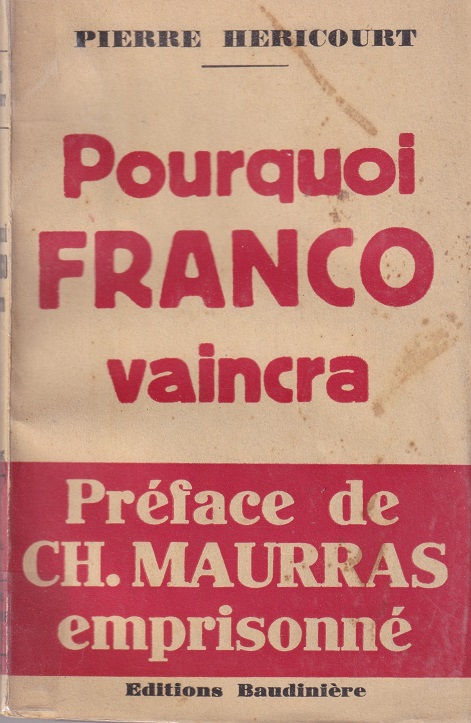 PIERRE HERICOURT
Pourquoi
FRANCO
vaincra
Préface de
CH. MAURRAS
emprisonné
Editions Baudinière